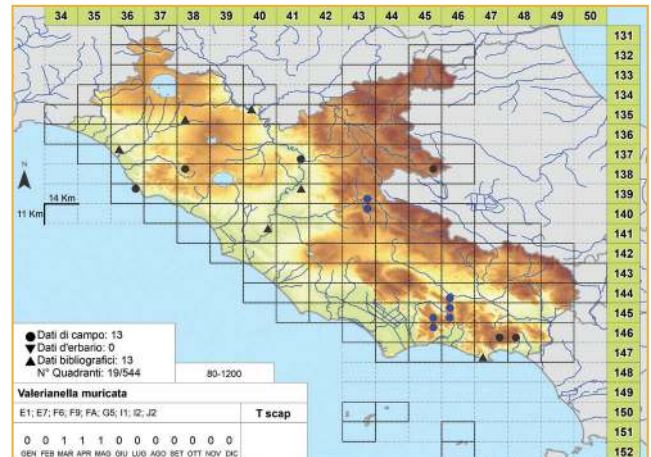 34 35 36 37 38 39 40 41 42 43 44 45 46 47 48 49 50
131
132
133
134
135
136
137
138
139
140
141
142
143
144
145
146
147
148
149
150
151
152
N
14 Km
11 Km
Dati di campo: 13
Dati d'erbario: 0
Dati bibliografici: 13
N° Quadranti: 19/544
80-1200
Valerianella muricata
E1; E7; F6; F9; FA; G5; I1; I2; J2
T scap
0 0 1 1 1 0 0 0 0 0 0 0
GEN FEB MAR APR MAG GIU LUG AGO SET OTT NOV DIC